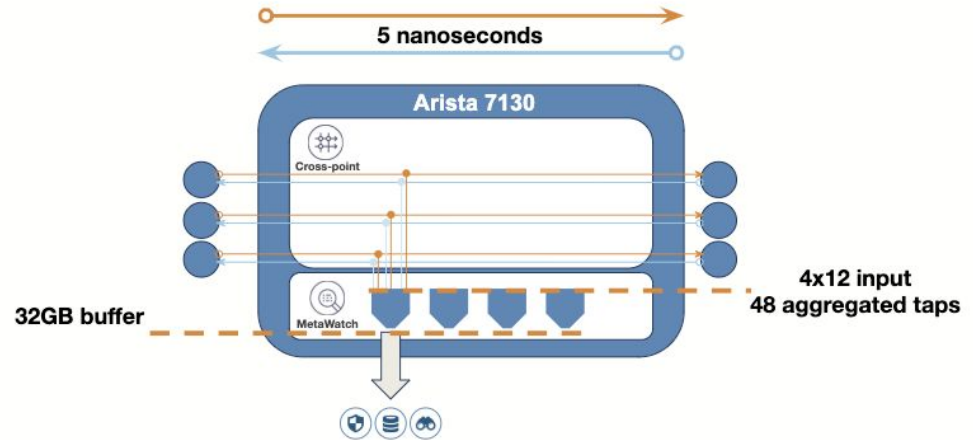 5 nanoseconds
Arista 7130
Cross-point
4x12 input
48 aggregated taps
32GB buffer
MetaWatch